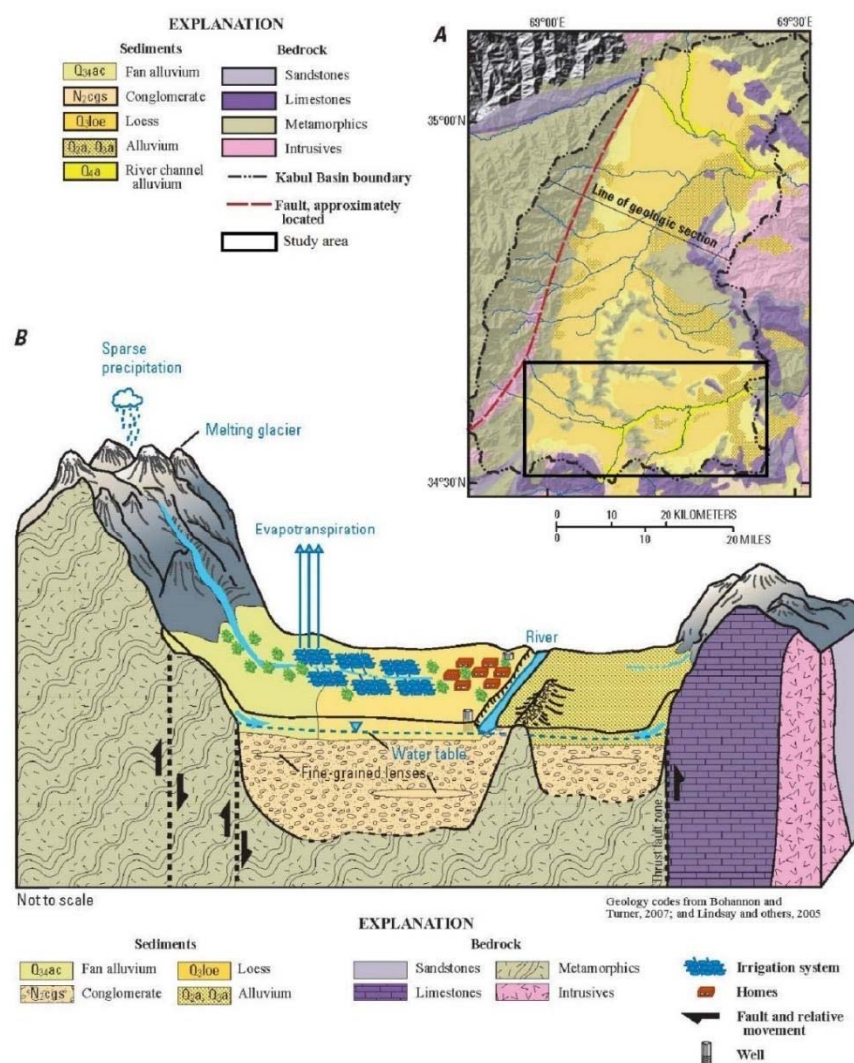 EXPLANATION
Sediments
Q34ac Fan alluvium
N2cgs Conglomerate
Q3loe Loess
Q2a, Q3a Alluvium
Q4a River channel
alluvium
Bedrock
Sandstones
Limestones
Metamorphics
Intrusives
Kabul Basin boundary
Fault, approximately
located
Study area
A
69°00'E
69°30'E
35°00'N
34°30'N
Line of geologic section
0 10 20 KILOMETERS
0 10 20 MILES
B
Sparse
precipitation
Melting glacier
Evapotranspiration
River
Water table
Fine-grained lenses
Thrust fault zone
Not to scale
Geology codes from Bohannon and
Turner, 2007; and Lindsay and others, 2005
EXPLANATION
Sediments
Q34ac Fan alluvium
Q3loe Loess
N2cgs Conglomerate
Q2a, Q3a Alluvium
Bedrock
Sandstones
Metamorphics
Limestones
Intrusives
Irrigation system
Homes
Fault and relative
movement
Well